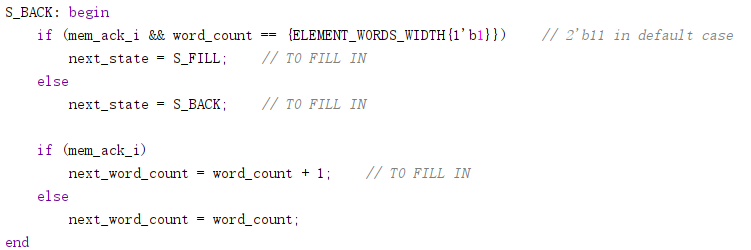 S_BACK: begin
    if (mem_ack_i && word_count == {ELEMENT_WORDS_WIDTH{1'b1}})    // 2'b11 in default case
        next_state = S_FILL;    // TO FILL IN
    else
        next_state = S_BACK;    // TO FILL IN

    if (mem_ack_i)
        next_word_count = word_count + 1;    // TO FILL IN
    else
        next_word_count = word_count;
end